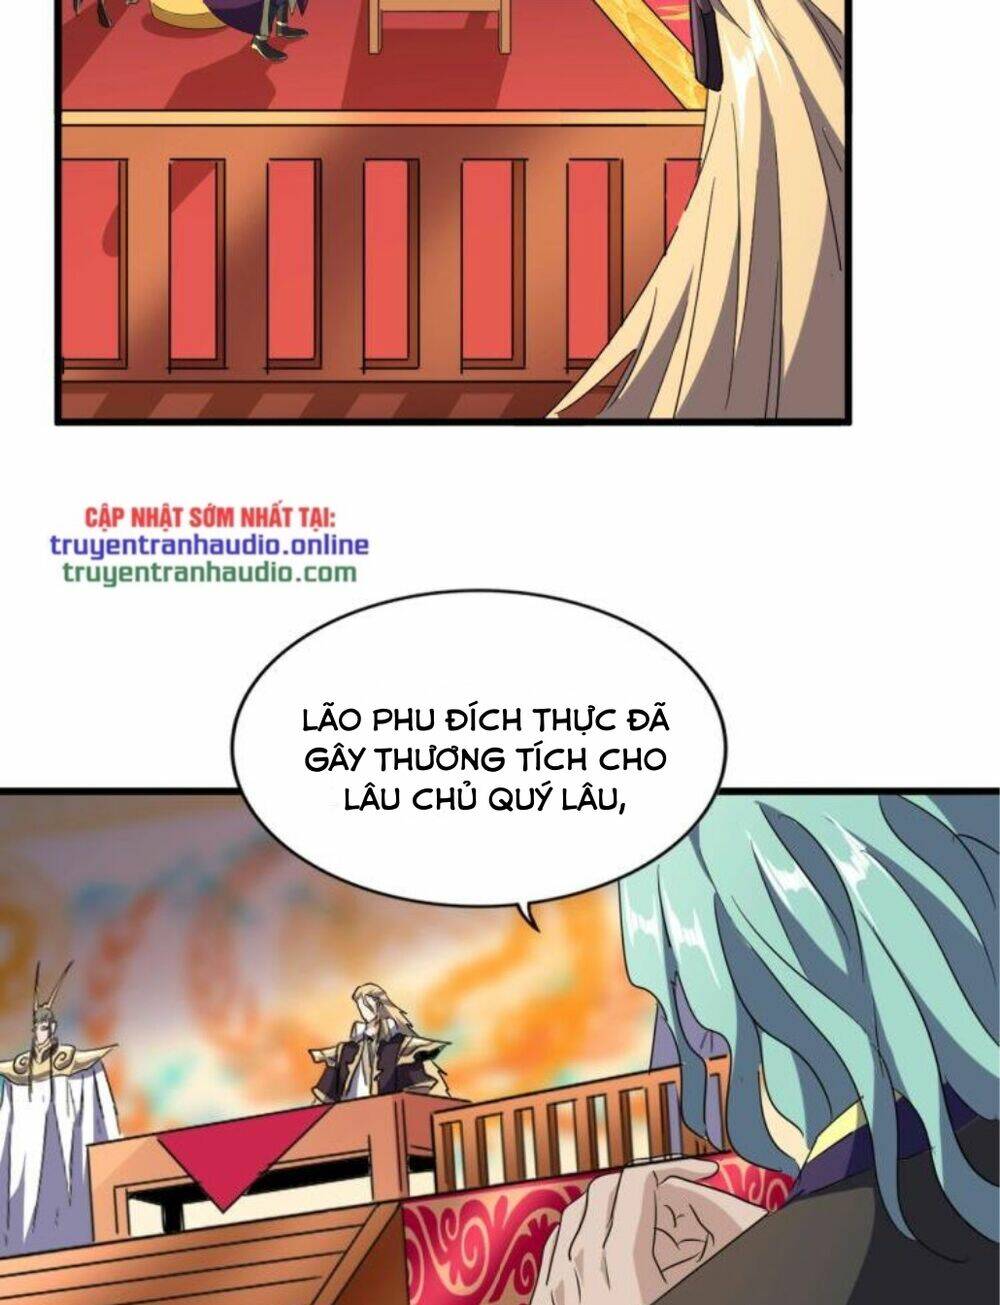 CẬP NHẬT SỚM NHẤT TẠI:
truyentranhaudio.online
truyentranhaudio.com
LÃO PHU ĐÍCH THỰC ĐÃ
GÂY THƯƠNG TÍCH CHO
LÂU CHỦ QUÝ LÂU,